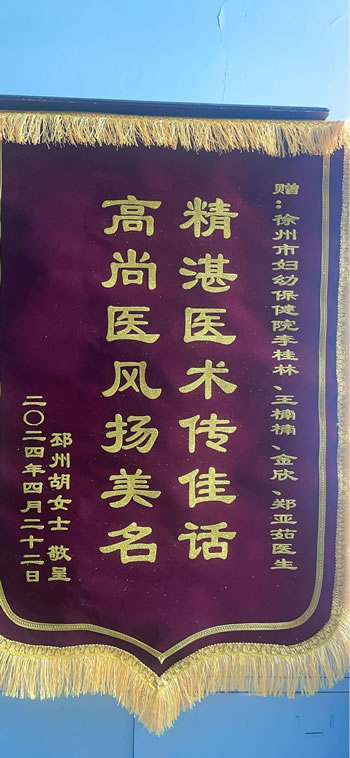 赠：徐州市妇幼保健院李桂林、王楠楠、金欣、郑亚茹医生
精湛医术传佳话
高尚医风扬美名
邳州胡女士 敬呈
二〇二四年四月二十二日